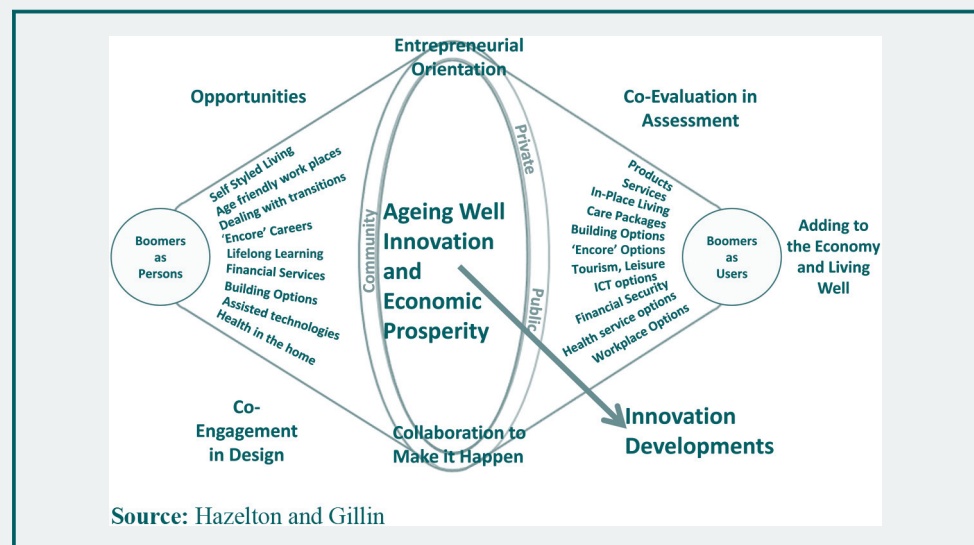 Entrepreneurial
Orientation
Opportunities
Co-Evaluation in
Assessment
Self Styled Living
Age friendly work places
Dealing with transitions
‘Encore’ Careers
Lifelong Learning
Financial Services
Building Options
Assisted technologies
Health in the home
Boomers
as
Persons
Community
Private
Public
Ageing Well
Innovation
and
Economic
Prosperity
Products
Services
In-Place Living
Care Packages
Building Options
‘Encore’ Options
Tourism, Leisure
ICT options
Financial Security
Health service options
Workplace Options
Boomers
as
Users
Adding to
the Economy
and Living
Well
Co-
Engagement
in Design
Collaboration to
Make it Happen
Innovation
Developments
Source: Hazelton and Gillin